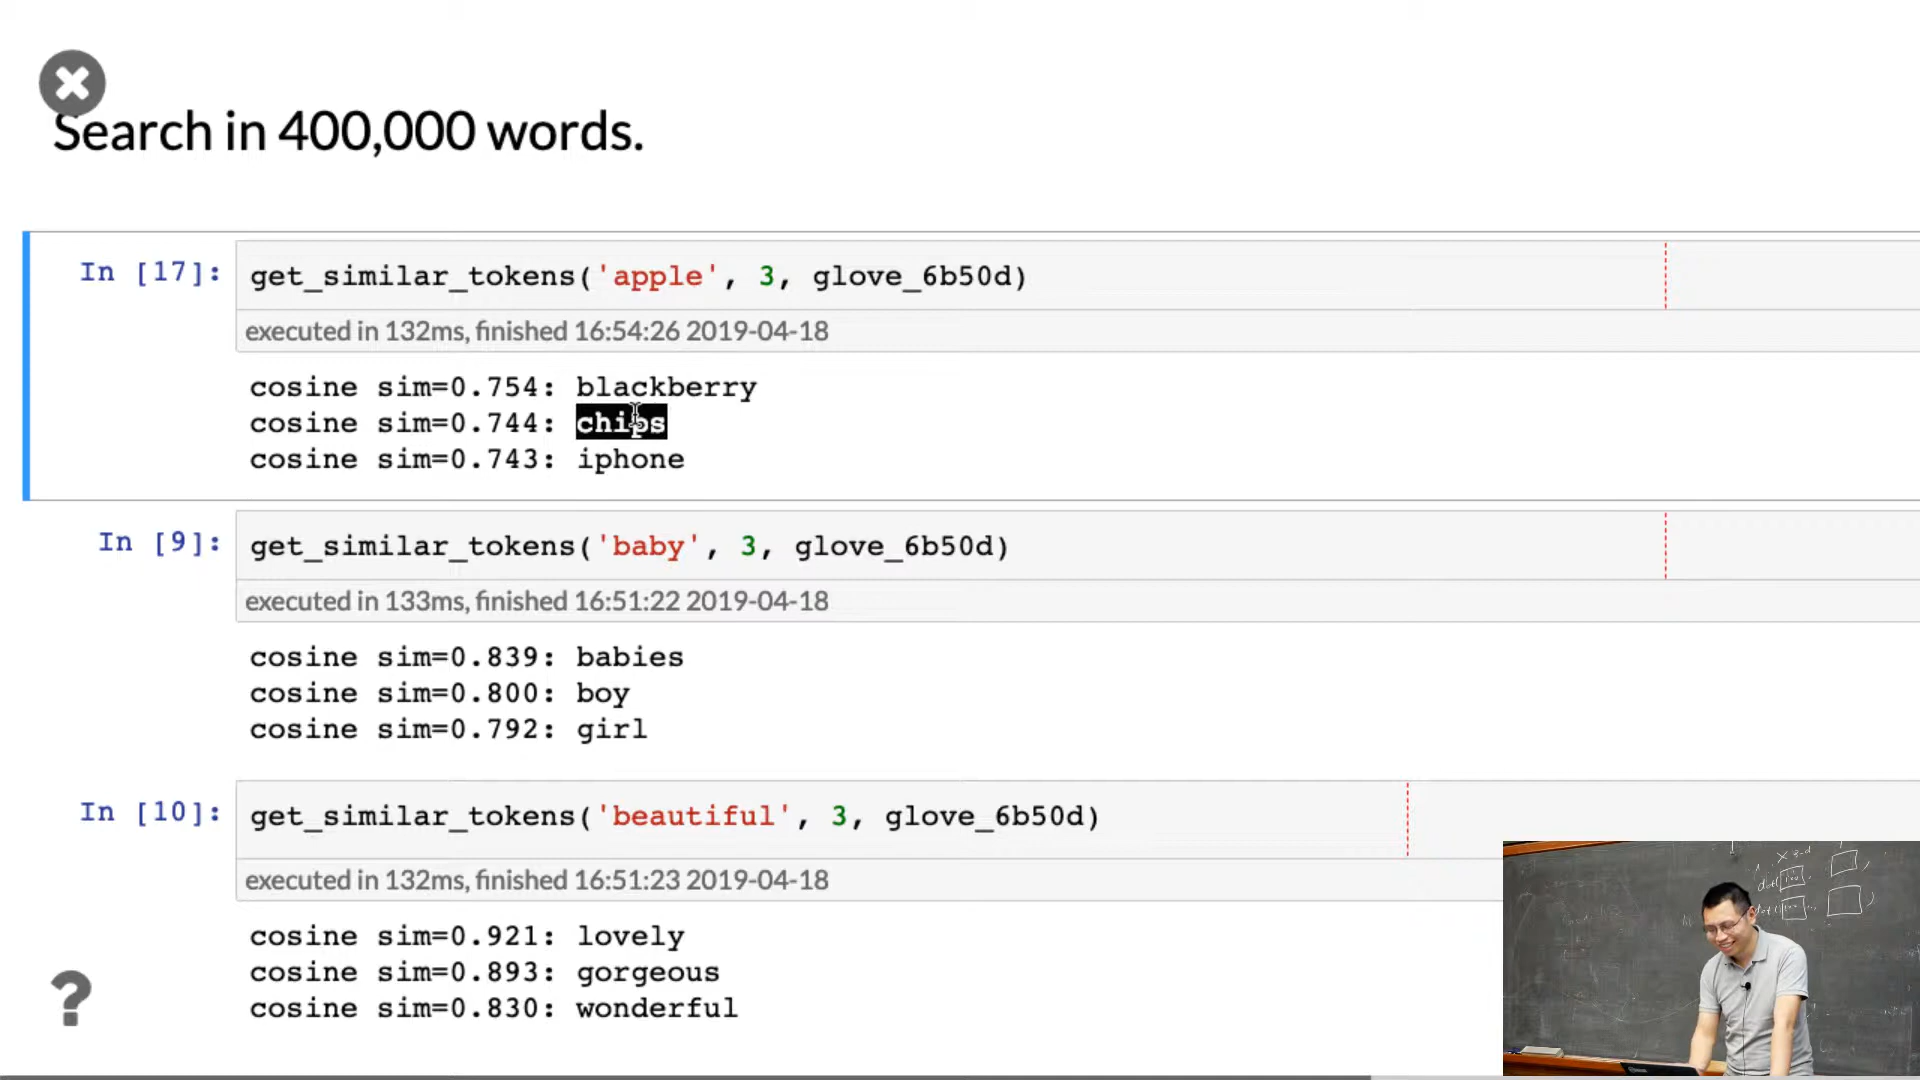 Search in 400,000 words.
In [17]:
get_similar_tokens('apple', 3, glove_6b50d)
executed in 132ms, finished 16:54:26 2019-04-18
cosine sim=0.754: blackberry
cosine sim=0.744: chips
cosine sim=0.743: iphone
In [9]:
get_similar_tokens('baby', 3, glove_6b50d)
executed in 133ms, finished 16:51:22 2019-04-18
cosine sim=0.839: babies
cosine sim=0.800: boy
cosine sim=0.792: girl
In [10]:
get_similar_tokens('beautiful', 3, glove_6b50d)
executed in 132ms, finished 16:51:23 2019-04-18
cosine sim=0.921: lovely
cosine sim=0.893: gorgeous
cosine sim=0.830: wonderful
?